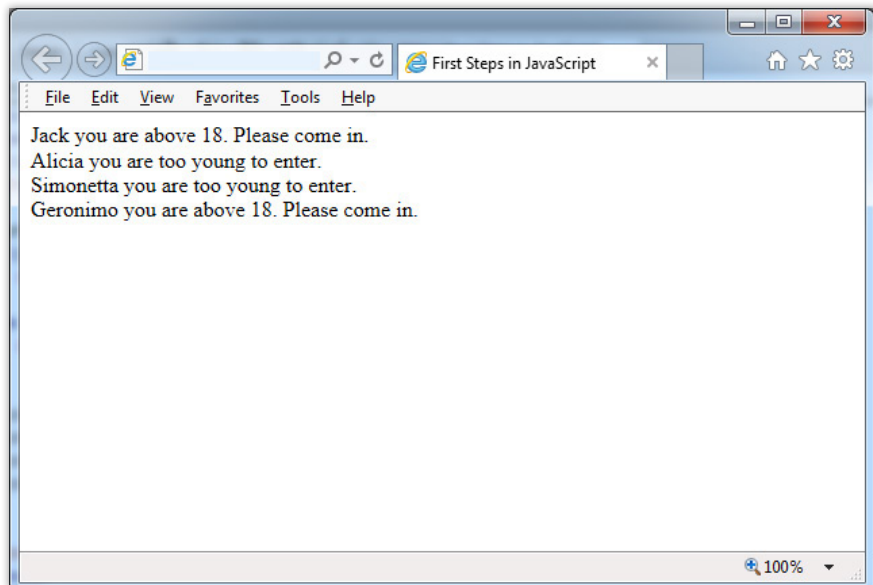 First Steps in JavaScript
File Edit View Favorites Tools Help
Jack you are above 18. Please come in.
Alicia you are too young to enter.
Simonetta you are too young to enter.
Geronimo you are above 18. Please come in.
100%